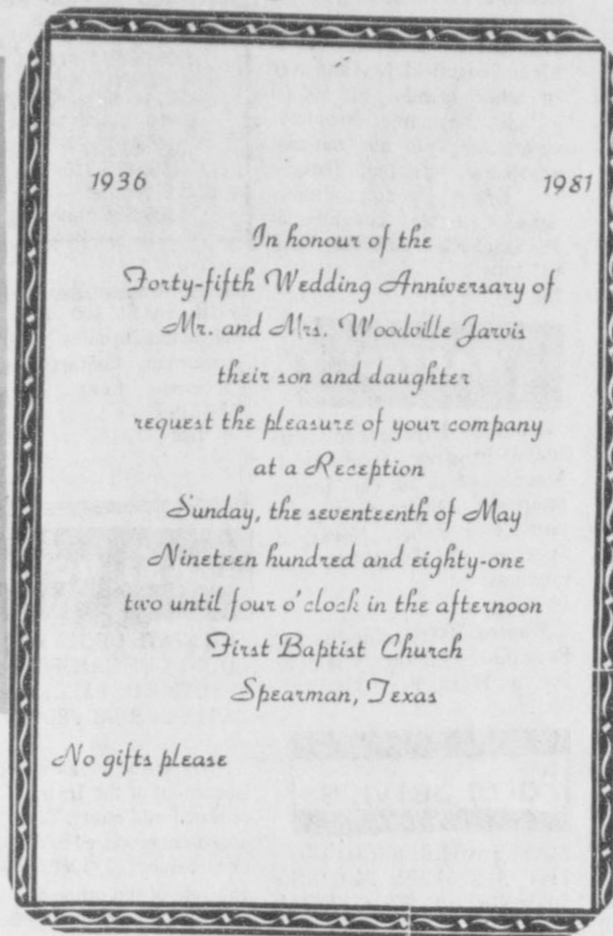 1936 1981
In honour of the
Forty-fifth Wedding Anniversary of
Mr. and Mrs. Woodville Jarvis
their son and daughter
request the pleasure of your company
at a Reception
Sunday, the seventeenth of May
Nineteen hundred and eighty-one
two until four o'clock in the afternoon
First Baptist Church
Spearman, Texas
No gifts please